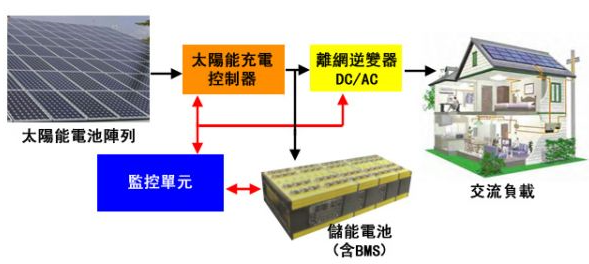 太陽能充電
控制器
離網逆變器
DC/AC
太陽能電池陣列
監控單元
交流負載
儲能電池
(含BMS)